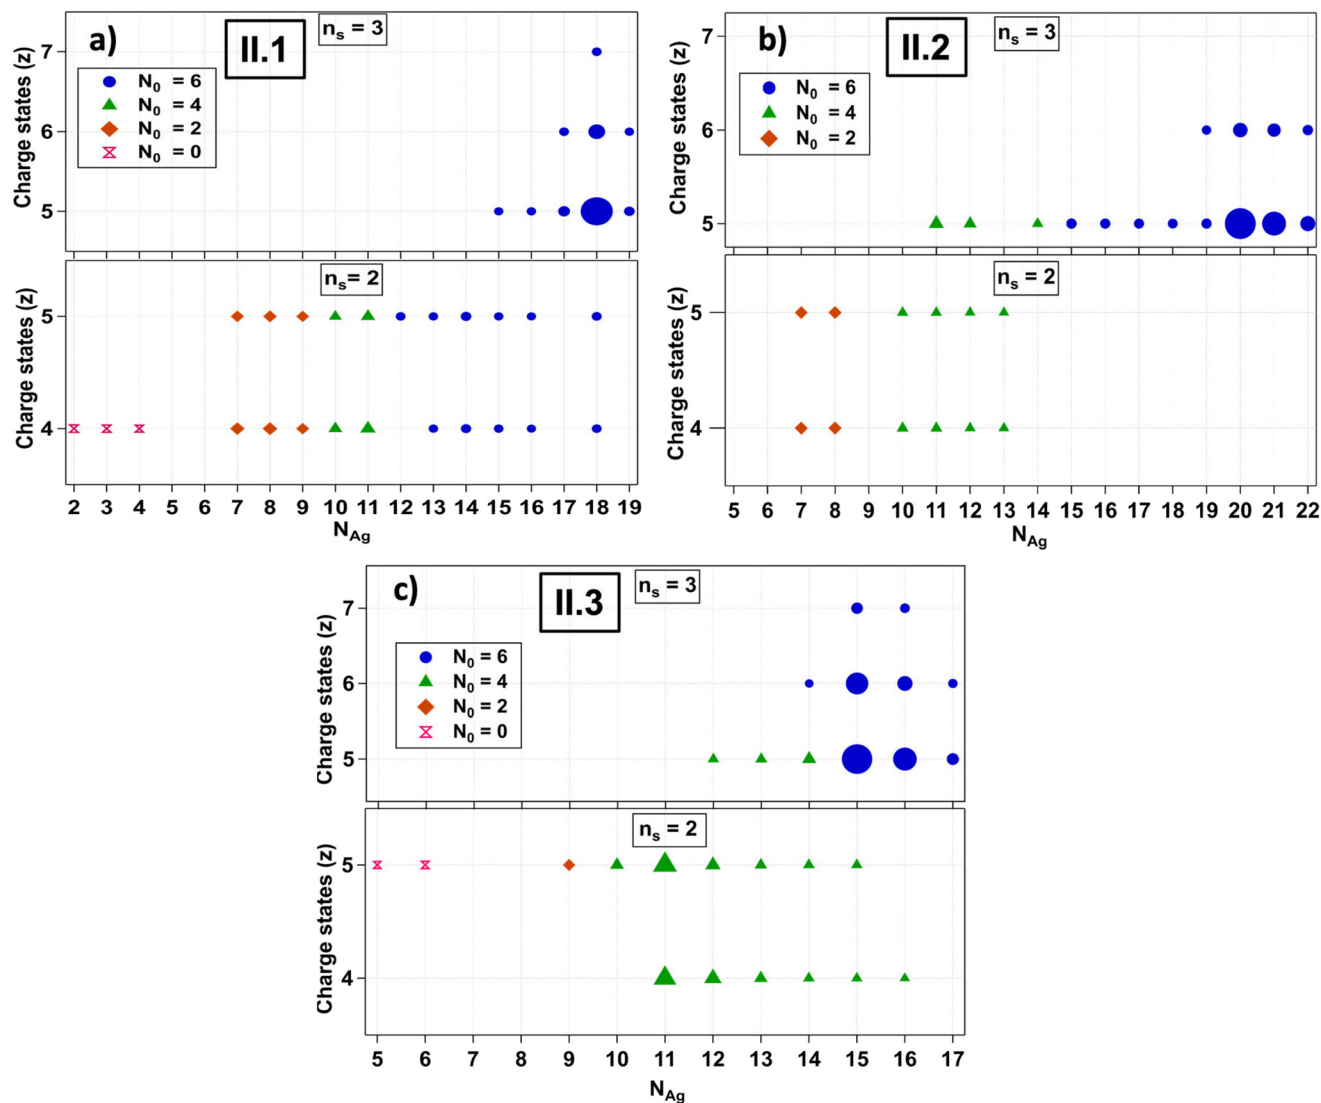 a)
II.1
nₛ = 3
N₀ = 6
N₀ = 4
N₀ = 2
N₀ = 0
Charge states (z)
7
6
5
nₛ= 2
Charge states (z)
5
4
2 3 4 5 6 7 8 9 10 11 12 13 14 15 16 17 18 19
N_Ag
b)
II.2
nₛ = 3
N₀ = 6
N₀ = 4
N₀ = 2
Charge states (z)
7
6
5
nₛ = 2
Charge states (z)
5
4
5 6 7 8 9 10 11 12 13 14 15 16 17 18 19 20 21 22
N_Ag
c)
II.3
nₛ = 3
N₀ = 6
N₀ = 4
N₀ = 2
N₀ = 0
Charge states (z)
7
6
5
nₛ = 2
Charge states (z)
5
4
5 6 7 8 9 10 11 12 13 14 15 16 17
N_Ag